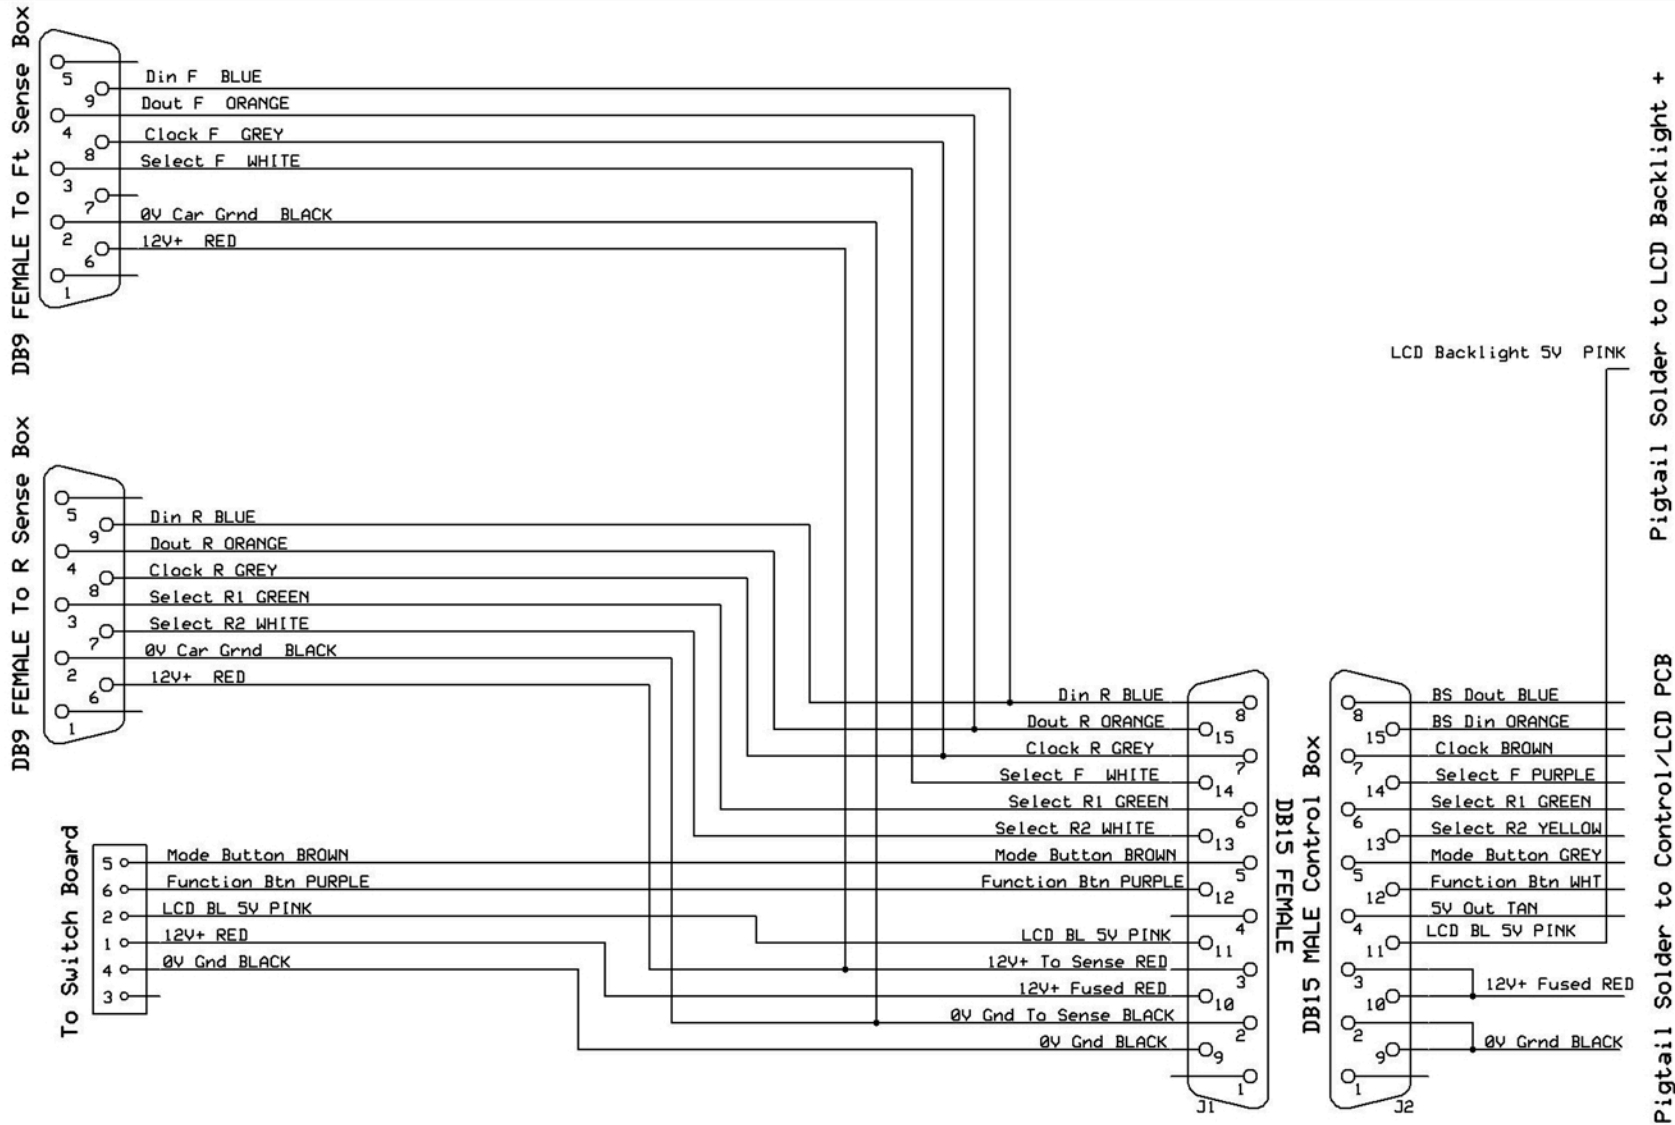 DB9 FEMALE To Ft Sense Box
5
Din F BLUE
9
Dout F ORANGE
4
Clock F GREY
8
Select F WHITE
3
7
0V Car Grnd BLACK
2
12V+ RED
6
1
DB9 FEMALE To R Sense Box
5
Din R BLUE
9
Dout R ORANGE
4
Clock R GREY
8
Select R1 GREEN
3
Select R2 WHITE
7
0V Car Grnd BLACK
2
12V+ RED
6
1
To Switch Board
5
Mode Button BROWN
6
Function Btn PURPLE
2
LCD BL 5V PINK
1
12V+ RED
4
0V Gnd BLACK
3
Din R BLUE
8
Dout R ORANGE
15
Clock R GREY
7
Select F WHITE
14
Select R1 GREEN
6
Select R2 WHITE
13
Mode Button BROWN
5
Function Btn PURPLE
12
4
LCD BL 5V PINK
11
12V+ To Sense RED
3
12V+ Fused RED
10
0V Gnd To Sense BLACK
2
0V Gnd BLACK
9
1
J1
DB15 FEMALE
DB15 MALE Control Box
BS Dout BLUE
8
BS Din ORANGE
15
Clock BROWN
7
Select F PURPLE
14
Select R1 GREEN
6
Select R2 YELLOW
13
Mode Button GREY
5
Function Btn WHT
12
5V Out TAN
4
LCD BL 5V PINK
11
3
12V+ Fused RED
10
2
0V Grnd BLACK
9
1
J2
LCD Backlight 5V PINK
Pigtail Solder to LCD Backlight +
Pigtail Solder to Control/LCD PCB